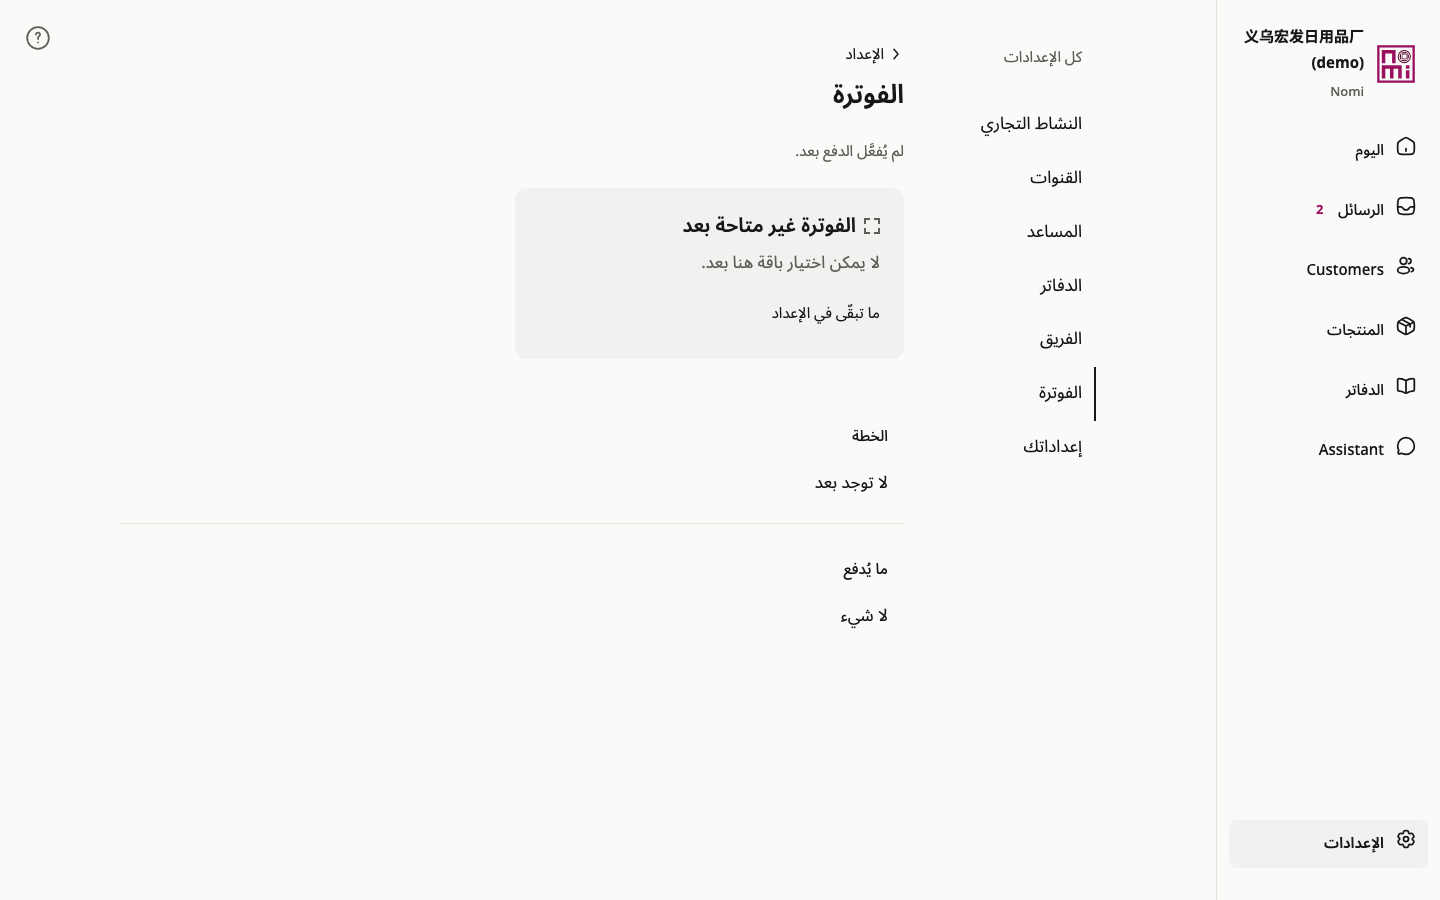 义乌宏发日用品厂
(demo)
Nomi
اليوم
الرسائل 2
Customers
المنتجات
الدفاتر
Assistant
الإعدادات
كل الإعدادات
النشاط التجاري
القنوات
المساعد
الدفاتر
الفريق
الفوترة
إعداداتك
الإعداد
الفوترة
لم يُفعَّل الدفع بعد.
الفوترة غير متاحة بعد
لا يمكن اختيار باقة هنا بعد.
ما تبقّى في الإعداد
الخطة
لا توجد بعد
ما يُدفع
لا شيء